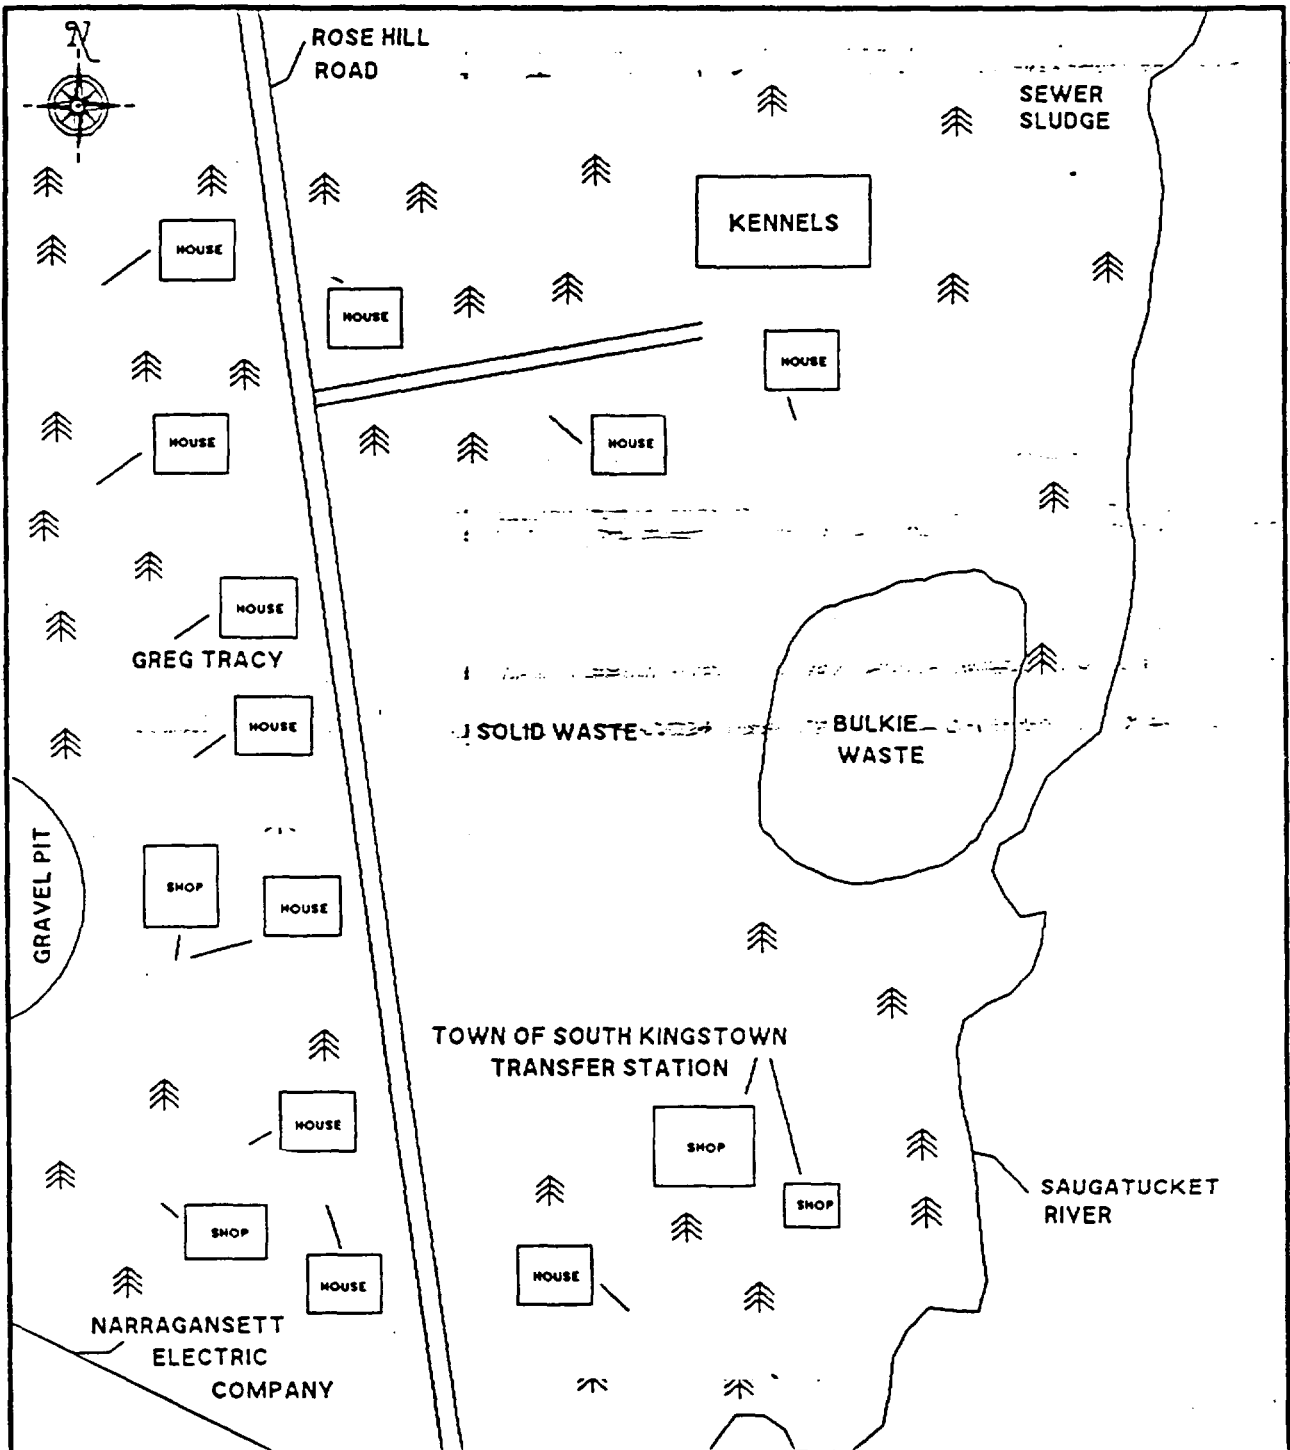 N
ROSE HILL
ROAD
SEWER
SLUDGE
KENNELS
HOUSE
HOUSE
HOUSE
HOUSE
HOUSE
HOUSE
GREG TRACY
HOUSE
SOLID WASTE
BULKIE
WASTE
GRAVEL PIT
SHOP
HOUSE
TOWN OF SOUTH KINGSTOWN
TRANSFER STATION
HOUSE
SHOP
SHOP
SAUGATUCKET
RIVER
SHOP
HOUSE
HOUSE
NARRAGANSETT
ELECTRIC
COMPANY